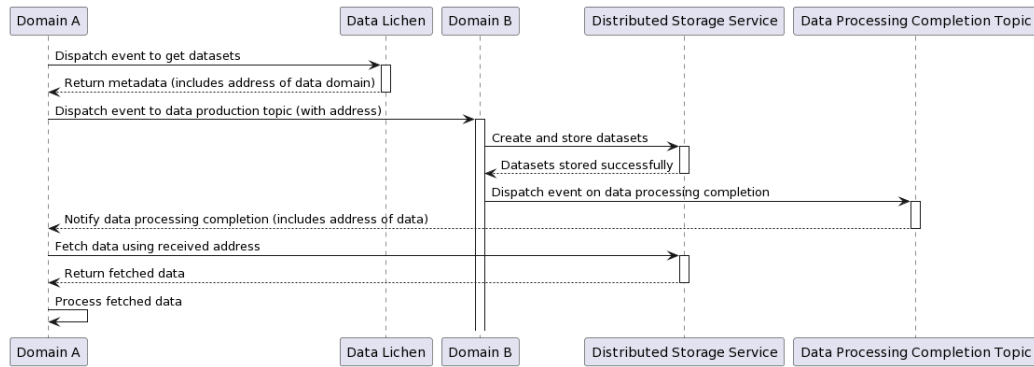 Domain A
Data Lichen
Domain B
Distributed Storage Service
Data Processing Completion Topic
Dispatch event to get datasets
Return metadata (includes address of data domain)
Dispatch event to data production topic (with address)
Create and store datasets
Datasets stored successfully
Dispatch event on data processing completion
Notify data processing completion (includes address of data)
Fetch data using received address
Return fetched data
Process fetched data
Domain A
Data Lichen
Domain B
Distributed Storage Service
Data Processing Completion Topic